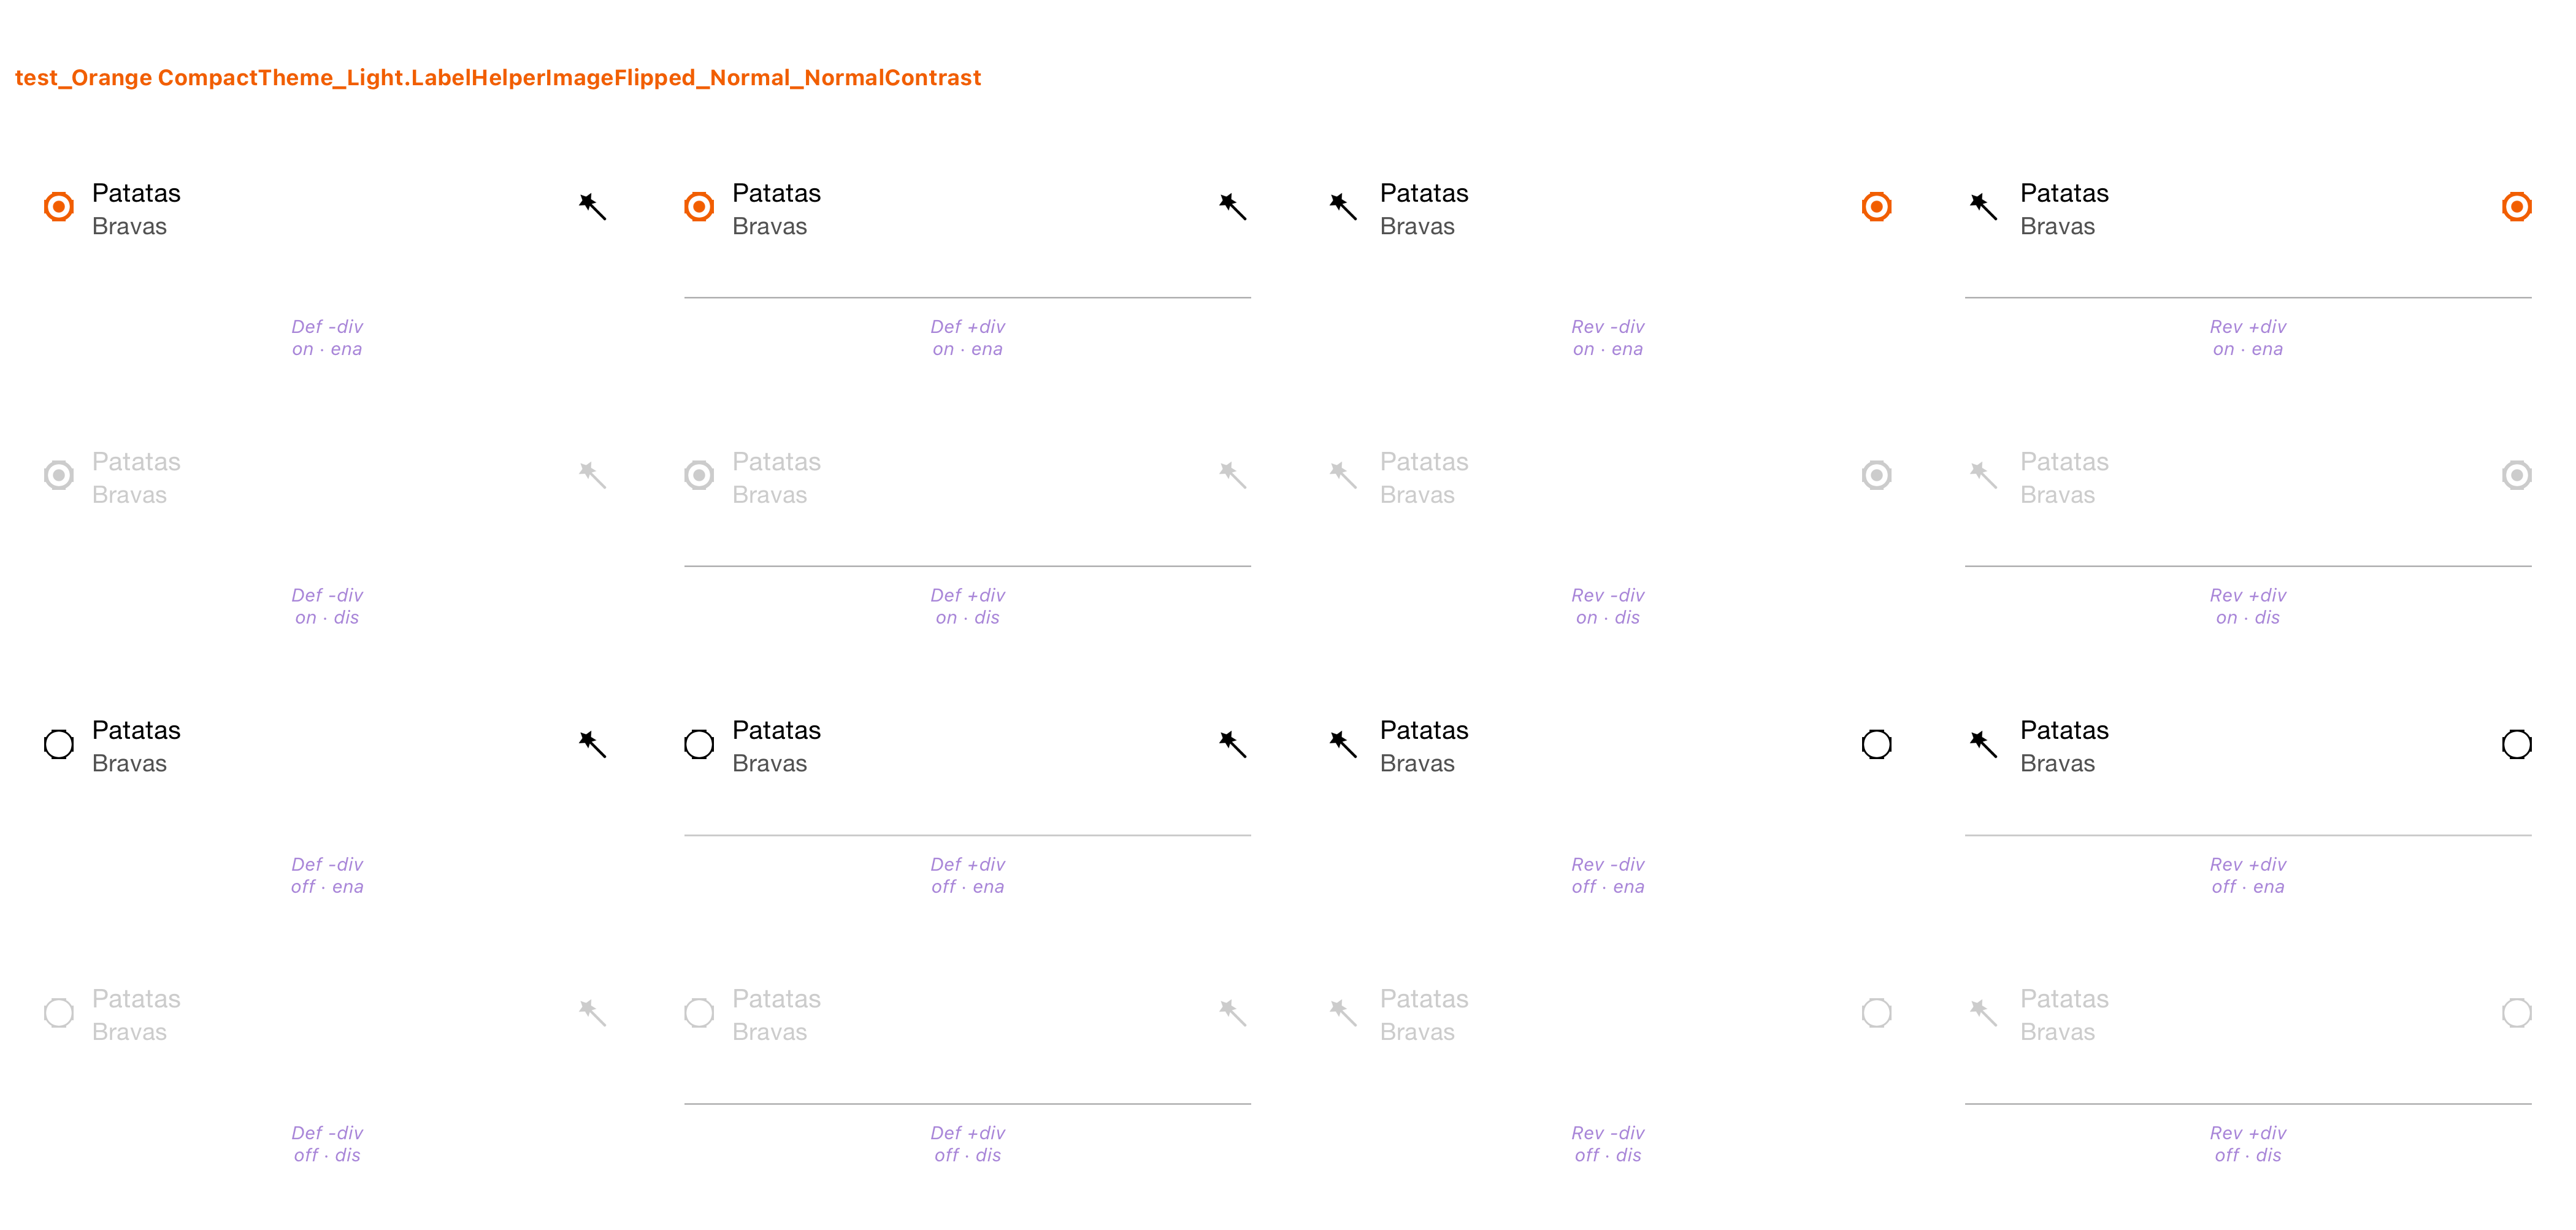 test_Orange CompactTheme_Light.LabelHelperImageFlipped_Normal_NormalContrast
Patatas
Bravas
Def -div
on · ena
Patatas
Bravas
Def +div
on · ena
Patatas
Bravas
Rev -div
on · ena
Patatas
Bravas
Rev +div
on · ena
Patatas
Bravas
Def -div
on · dis
Patatas
Bravas
Def +div
on · dis
Patatas
Bravas
Rev -div
on · dis
Patatas
Bravas
Rev +div
on · dis
Patatas
Bravas
Def -div
off · ena
Patatas
Bravas
Def +div
off · ena
Patatas
Bravas
Rev -div
off · ena
Patatas
Bravas
Rev +div
off · ena
Patatas
Bravas
Def -div
off · dis
Patatas
Bravas
Def +div
off · dis
Patatas
Bravas
Rev -div
off · dis
Patatas
Bravas
Rev +div
off · dis